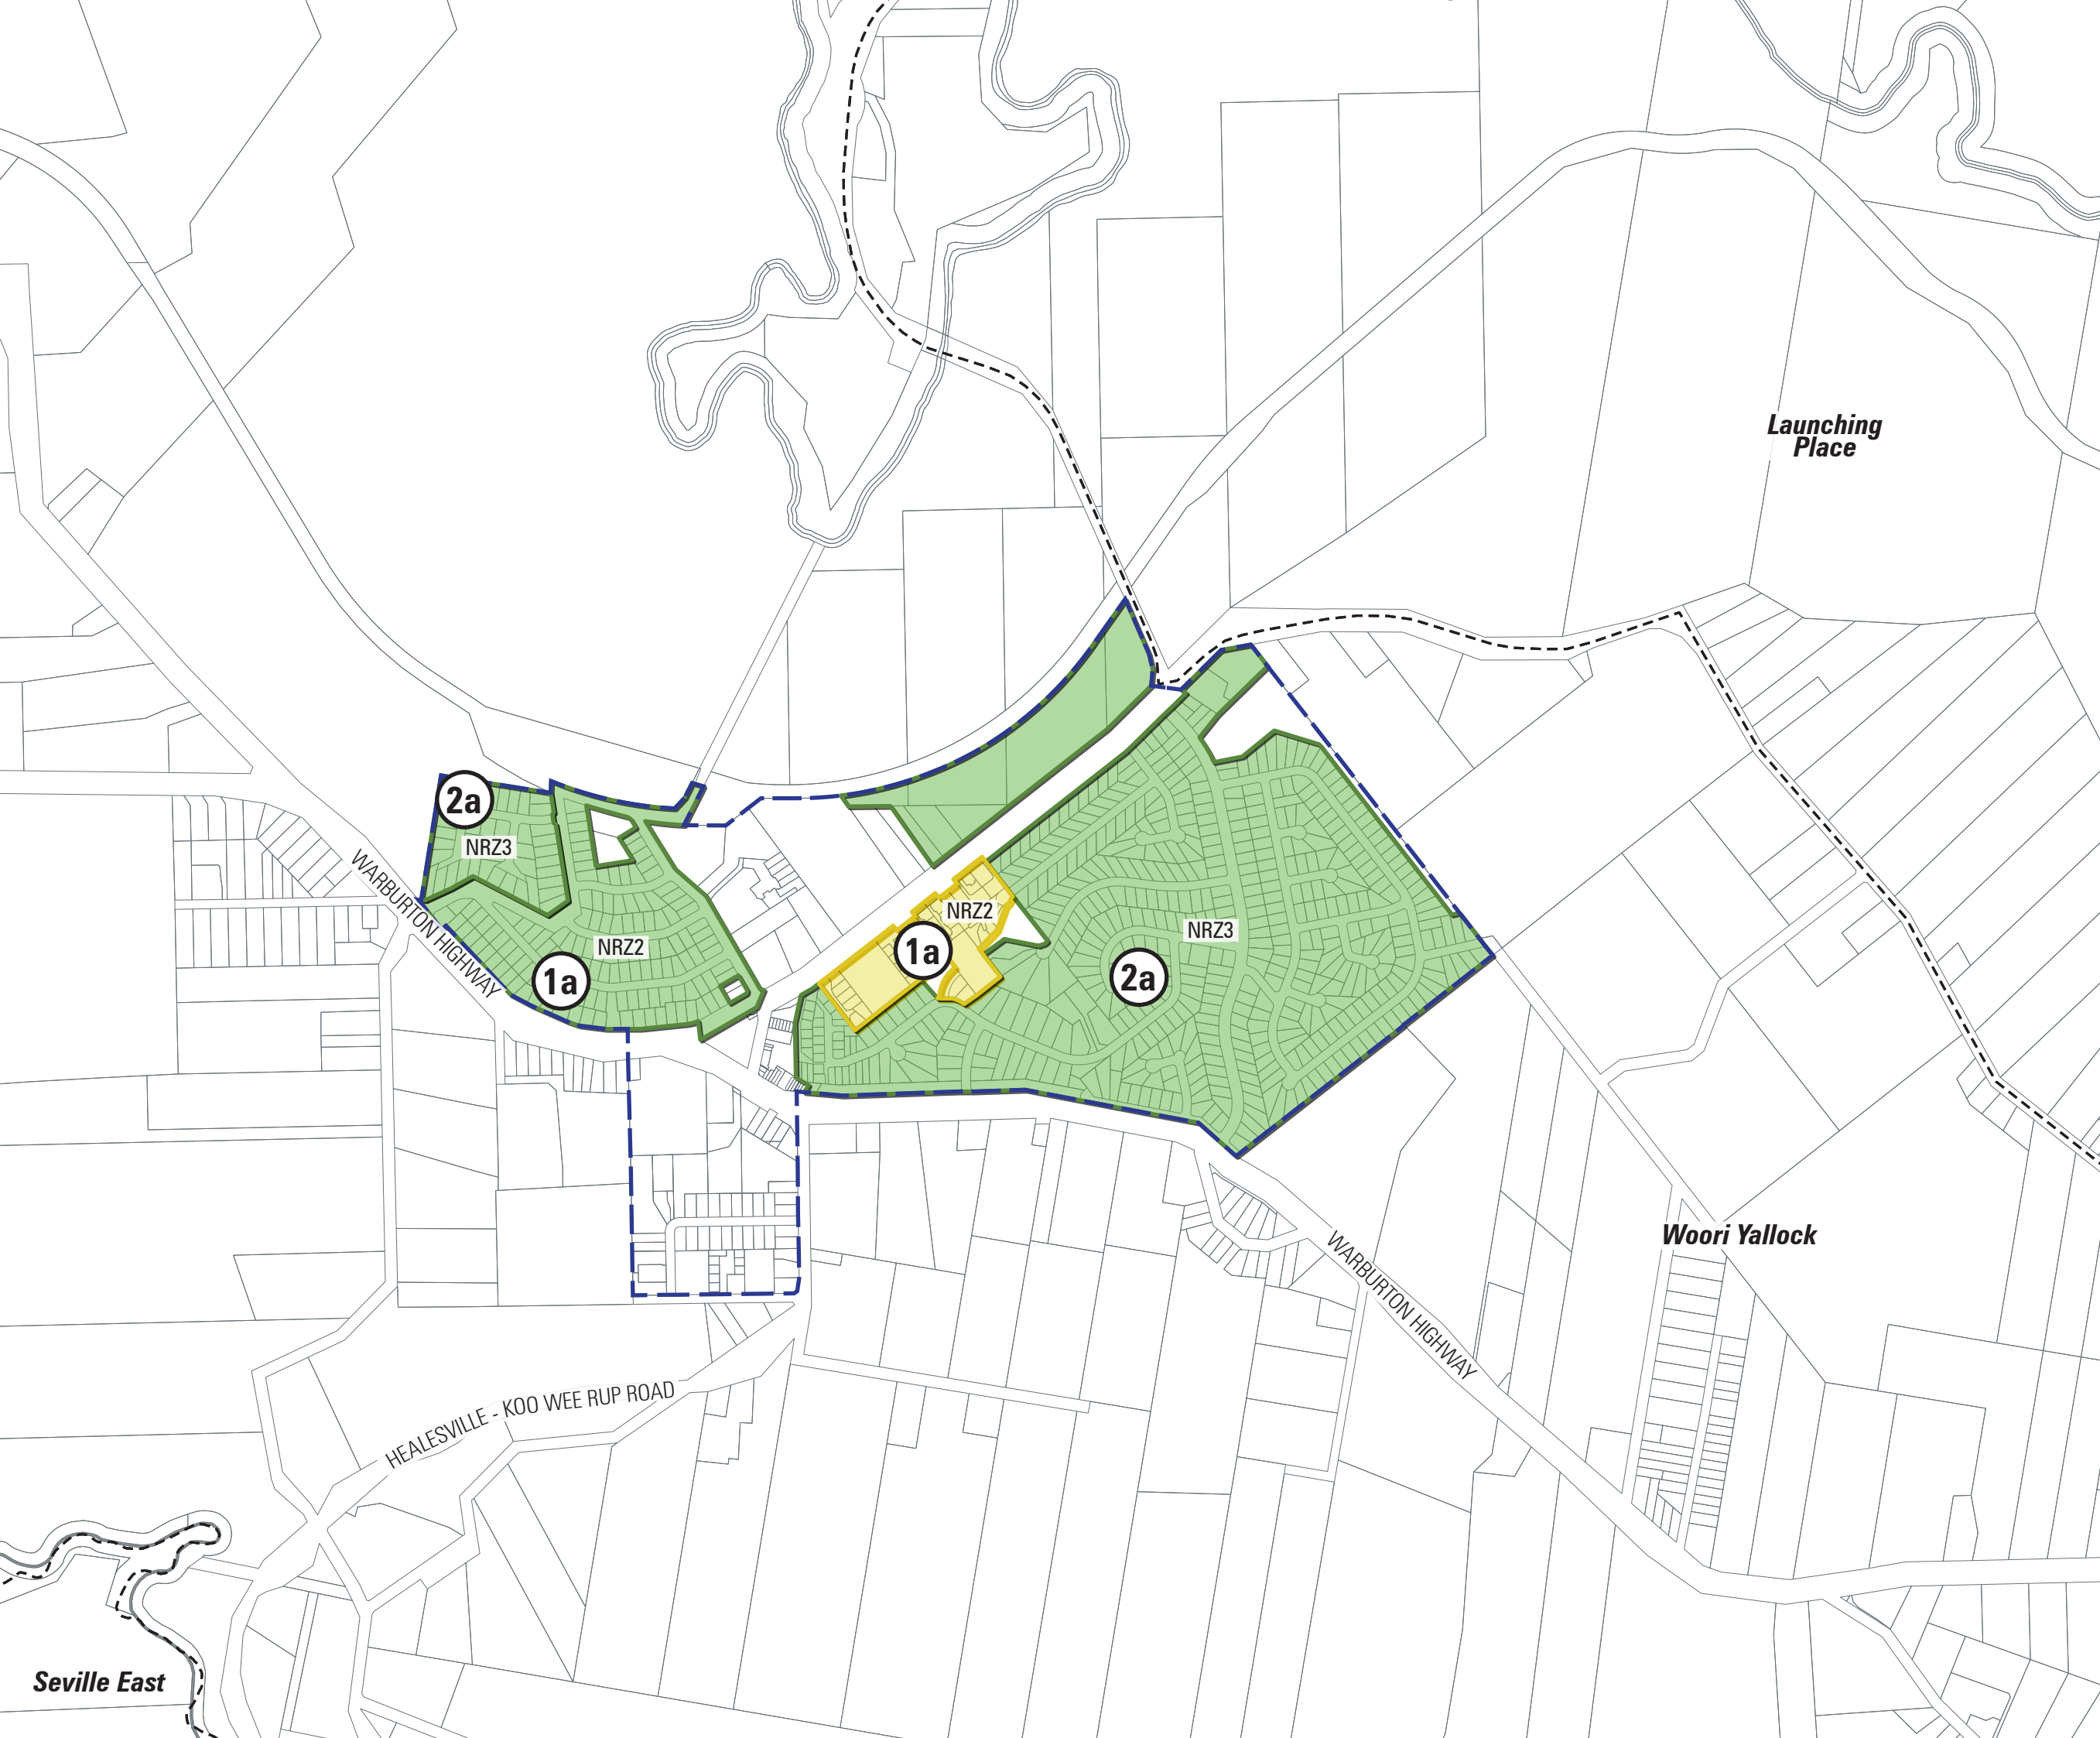 Launching
Place
2a
NRZ3
WARBURTON HIGHWAY
NRZ2
1a
NRZ2
1a
NRZ3
2a
Woori Yallock
WARBURTON HIGHWAY
HEALESVILLE - KOO WEE RUP ROAD
Seville East